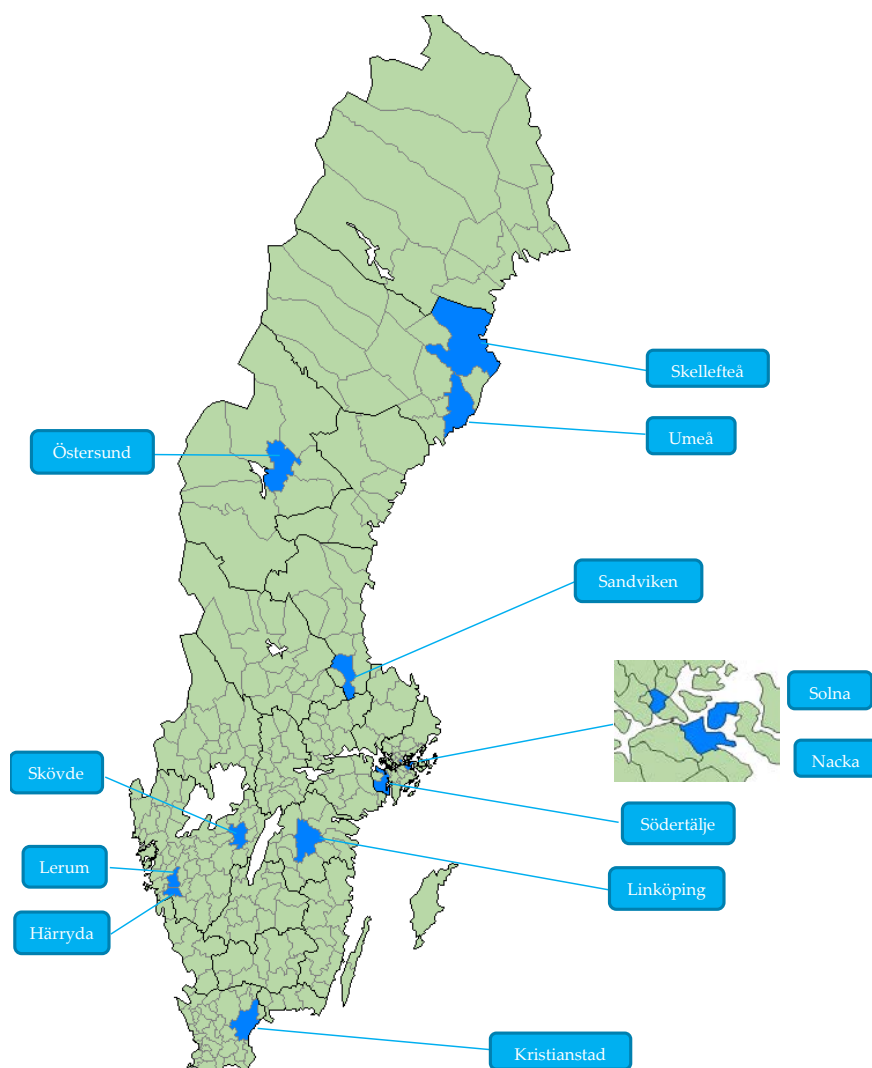 Skellefteå
Umeå
Östersund
Sandviken
Solna
Nacka
Skövde
Södertälje
Lerum
Linköping
Härryda
Kristianstad